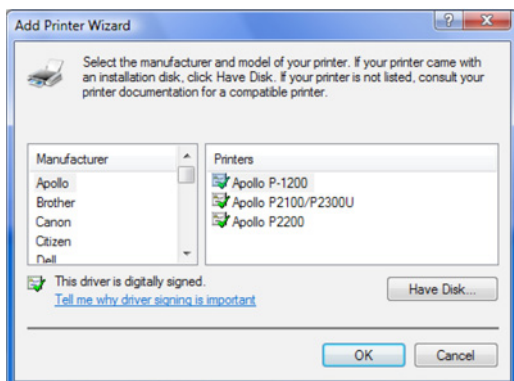 Add Printer Wizard
Select the manufacturer and model of your printer. If your printer came with
an installation disk, click Have Disk. If your printer is not listed, consult your
printer documentation for a compatible printer.
Manufacturer
Apollo
Brother
Canon
Citizen
Dell
Printers
Apollo P-1200
Apollo P2100/P2300U
Apollo P2200
This driver is digitally signed.
Tell me why driver signing is important
Have Disk...
OK
Cancel